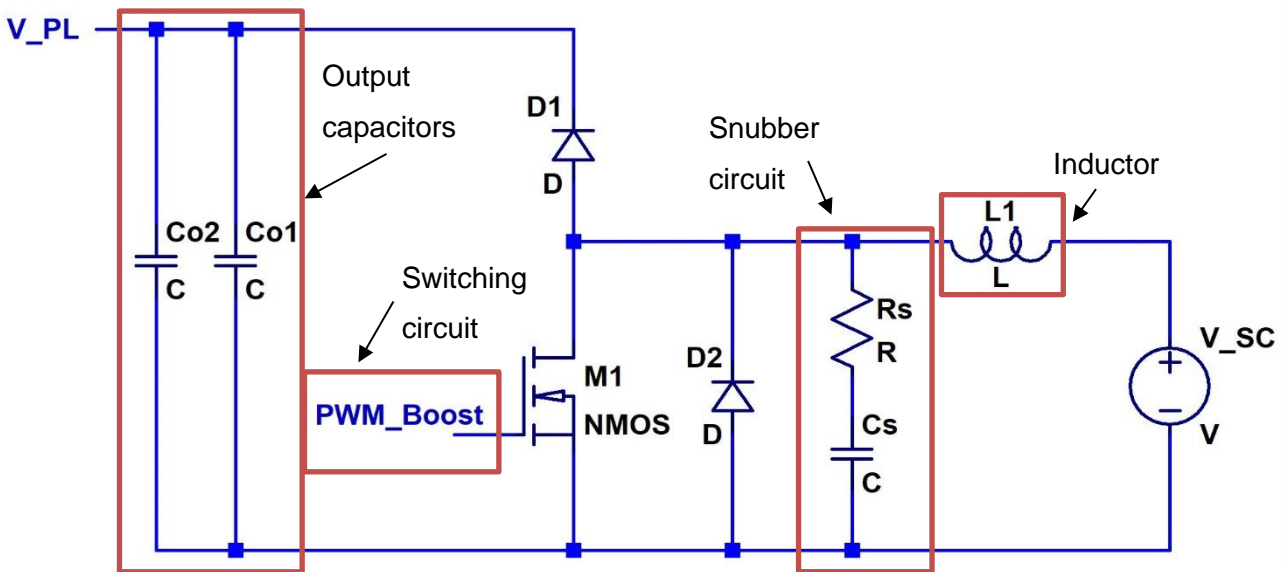 V_PL
Output
capacitors
D1
D
Snubber
circuit
Inductor
L1
L
Co2
Co1
C
C
Switching
circuit
PWM_Boost
M1
NMOS
D2
D
Rs
R
Cs
C
V_SC
+
−
V